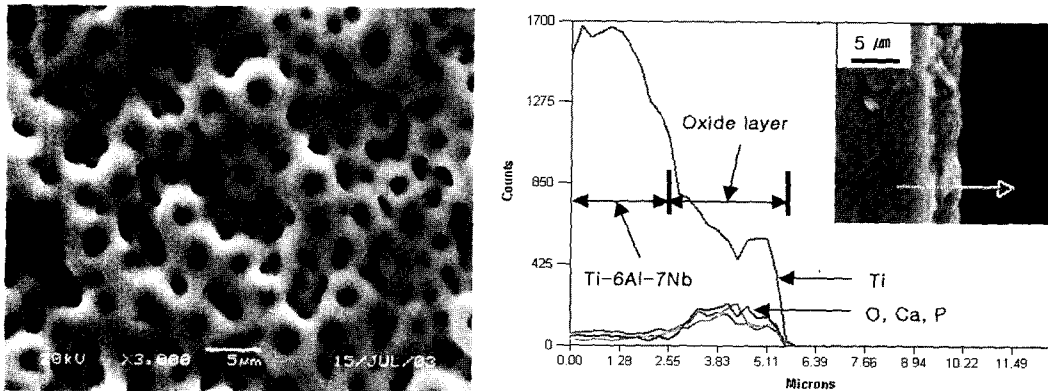 20kV ×3,000 5μm 15/JUL/03
1700
1275
850
425
0
Counts
5 ㎛
Oxide layer
Ti-6Al-7Nb
Ti
O, Ca, P
0.00 1.28 2.55 3.83 5.11 6.39 7.66 8.94 10.22 11.49
Microns